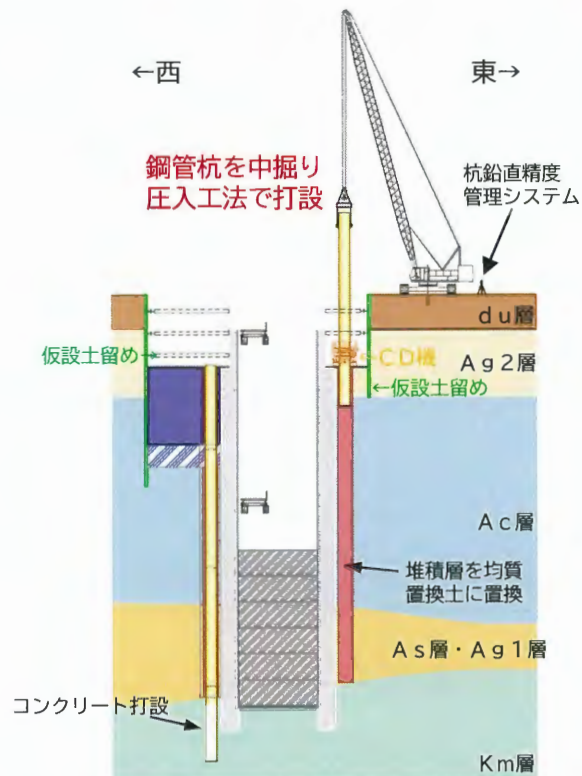 ←西
東→
鋼管杭を中掘り
圧入工法で打設
杭鉛直精度
管理システム
du層
仮設土留め→
←CD機
Ag2層
←仮設土留め
Ac層
堆積層を均質
置換土に置換
As層・Ag1層
コンクリート打設
Km層